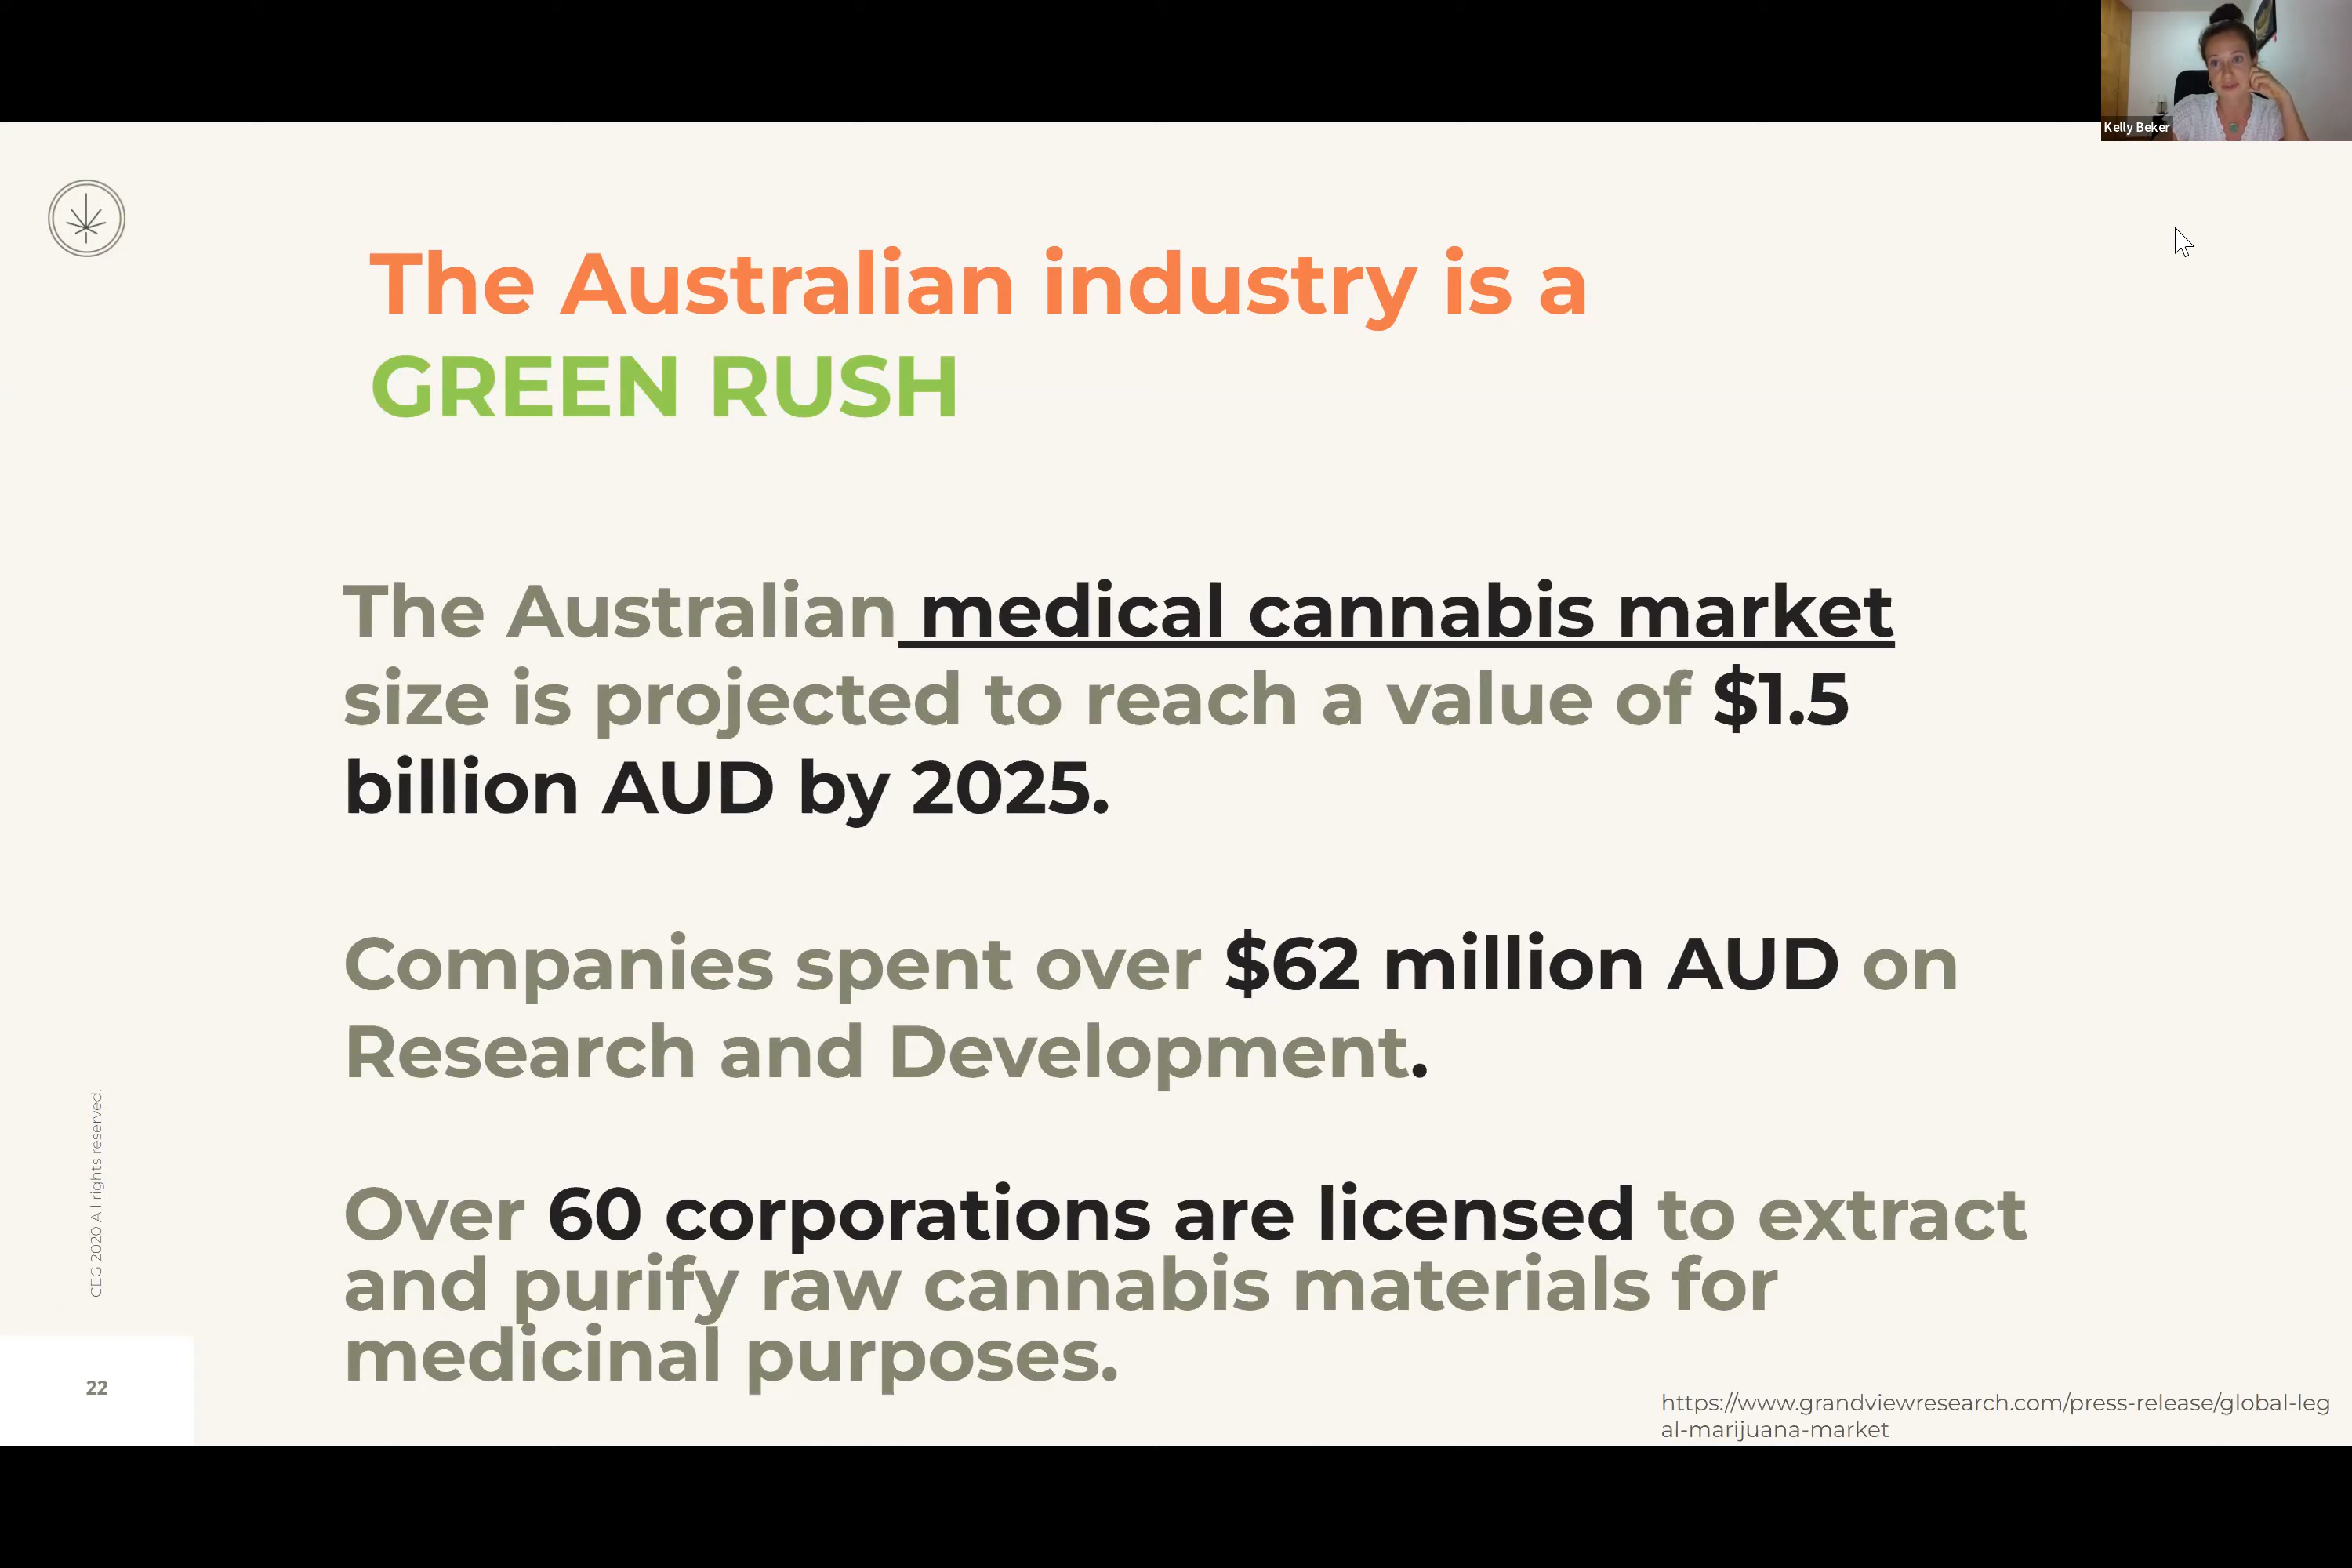 Kelly Beker
The Australian industry is a
GREEN RUSH
The Australian medical cannabis market
size is projected to reach a value of $1.5
billion AUD by 2025.
Companies spent over $62 million AUD on
Research and Development.
Over 60 corporations are licensed to extract
and purify raw cannabis materials for
medicinal purposes.
CEG 2020 All rights reserved.
22
https://www.grandviewresearch.com/press-release/global-leg
al-marijuana-market